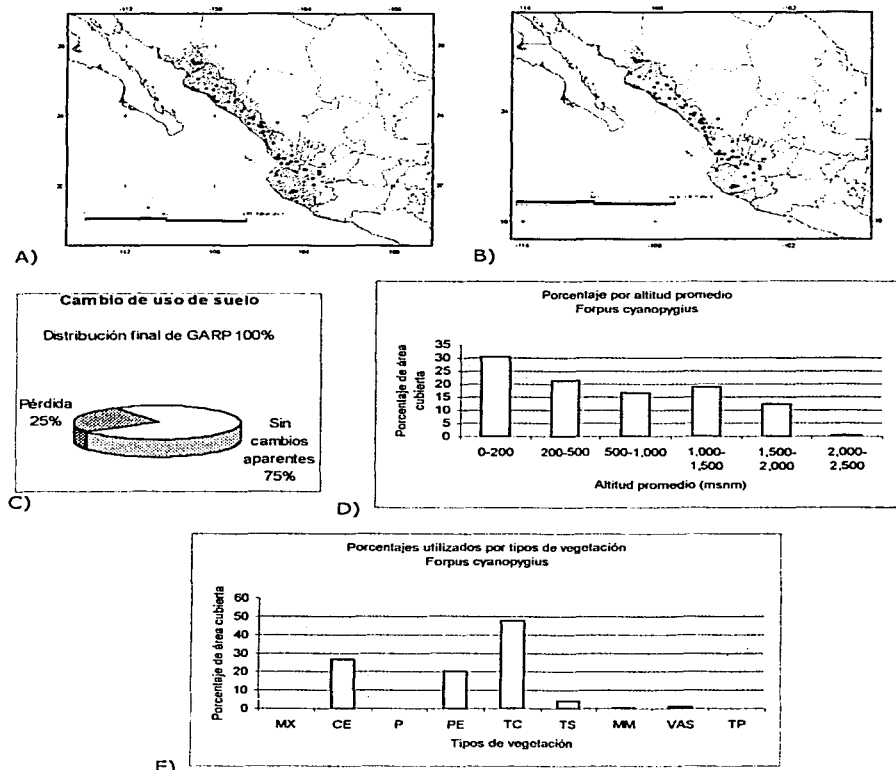 A)
B)
Cambio de uso de suelo
Distribución final de GARP 100%
Pérdida
25%
Sin
cambios
aparentes
75%
C)
Porcentaje por altitud promedio
Forpus cyanopygius
Porcentaje de área
cubierta
35
30
25
20
15
10
5
0
0-200
200-500
500-1,000
1,000-
1,500
1,500-
2,000
2,000-
2,500
Altitud promedio (msnm)
D)
Porcentajes utilizados por tipos de vegetación
Forpus cyanopygius
Porcentaje de área cubierta
60
50
40
30
20
10
0
MX CE P PE TC TS MM VAS TP
Tipos de vegetación
E)